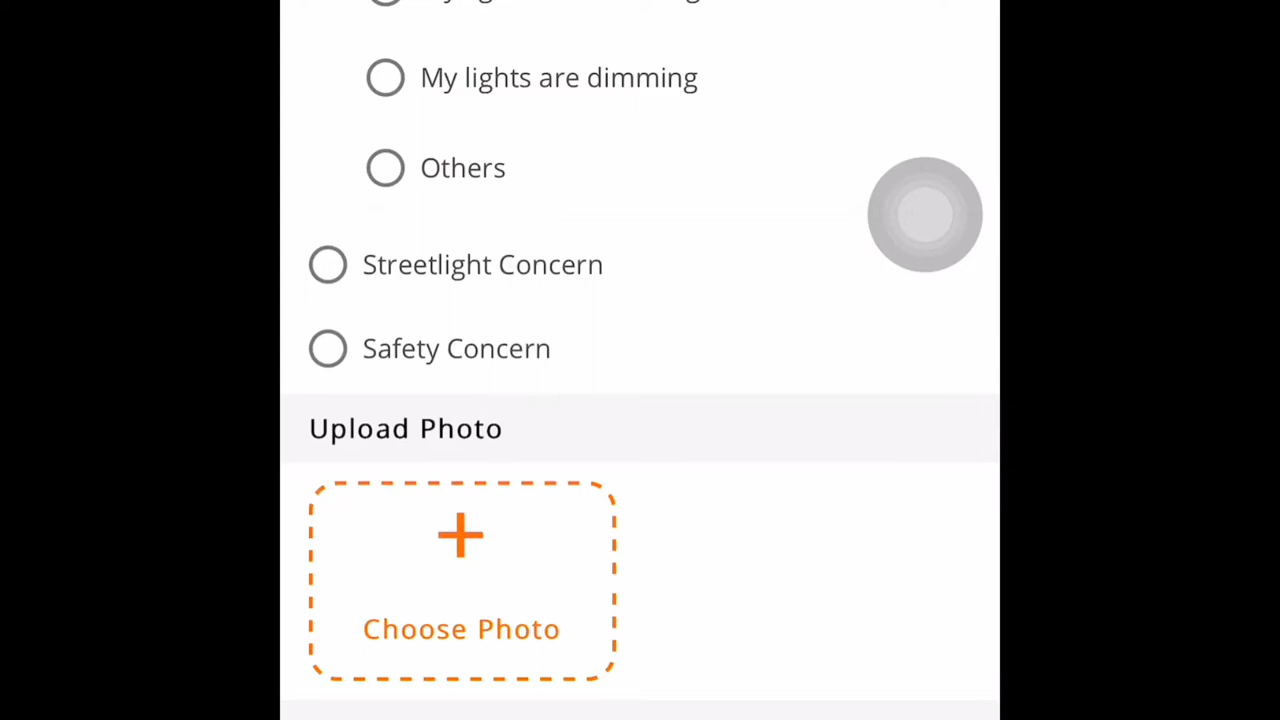 My lights are dimming
Others
Streetlight Concern
Safety Concern
Upload Photo
Choose Photo